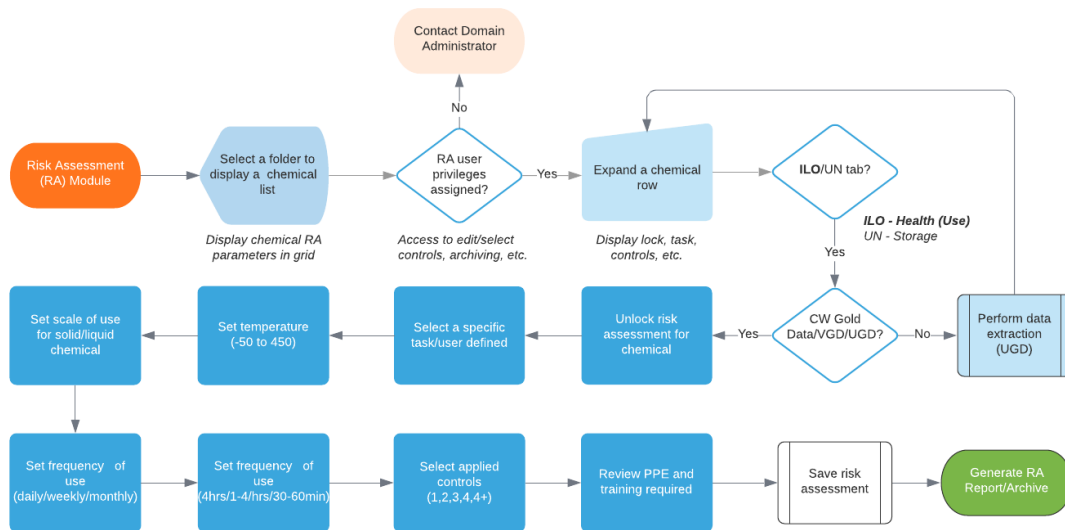 Contact Domain
Administrator
No
Risk Assessment
(RA) Module
Select a folder to
display a chemical
list
RA user
privileges
assigned?
Yes
Expand a chemical
row
ILO/UN tab?
Display chemical RA
parameters in grid
Access to edit/select
controls, archiving, etc.
Display lock, task,
controls, etc.
ILO - Health (Use)
UN - Storage
Yes
Set scale of use
for solid/liquid
chemical
Set temperature
(-50 to 450)
Select a specific
task/user defined
Unlock risk
assessment for
chemical
Yes
CW Gold
Data/VGD/UGD?
No
Perform data
extraction
(UGD)
Set frequency of
use
(daily/weekly/monthly)
Set frequency of
use
(4hrs/1-4/hrs/30-60min)
Select applied
controls
(1,2,3,4,4+)
Review PPE and
training required
Save risk
assessment
Generate RA
Report/Archive